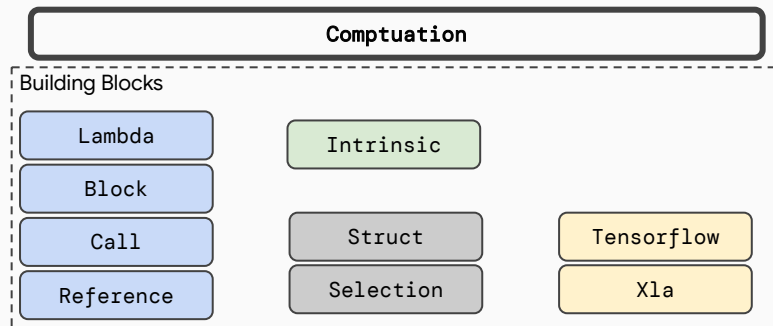 Comptuation
Building Blocks
Lambda
Block
Call
Reference
Intrinsic
Struct
Selection
Tensorflow
Xla